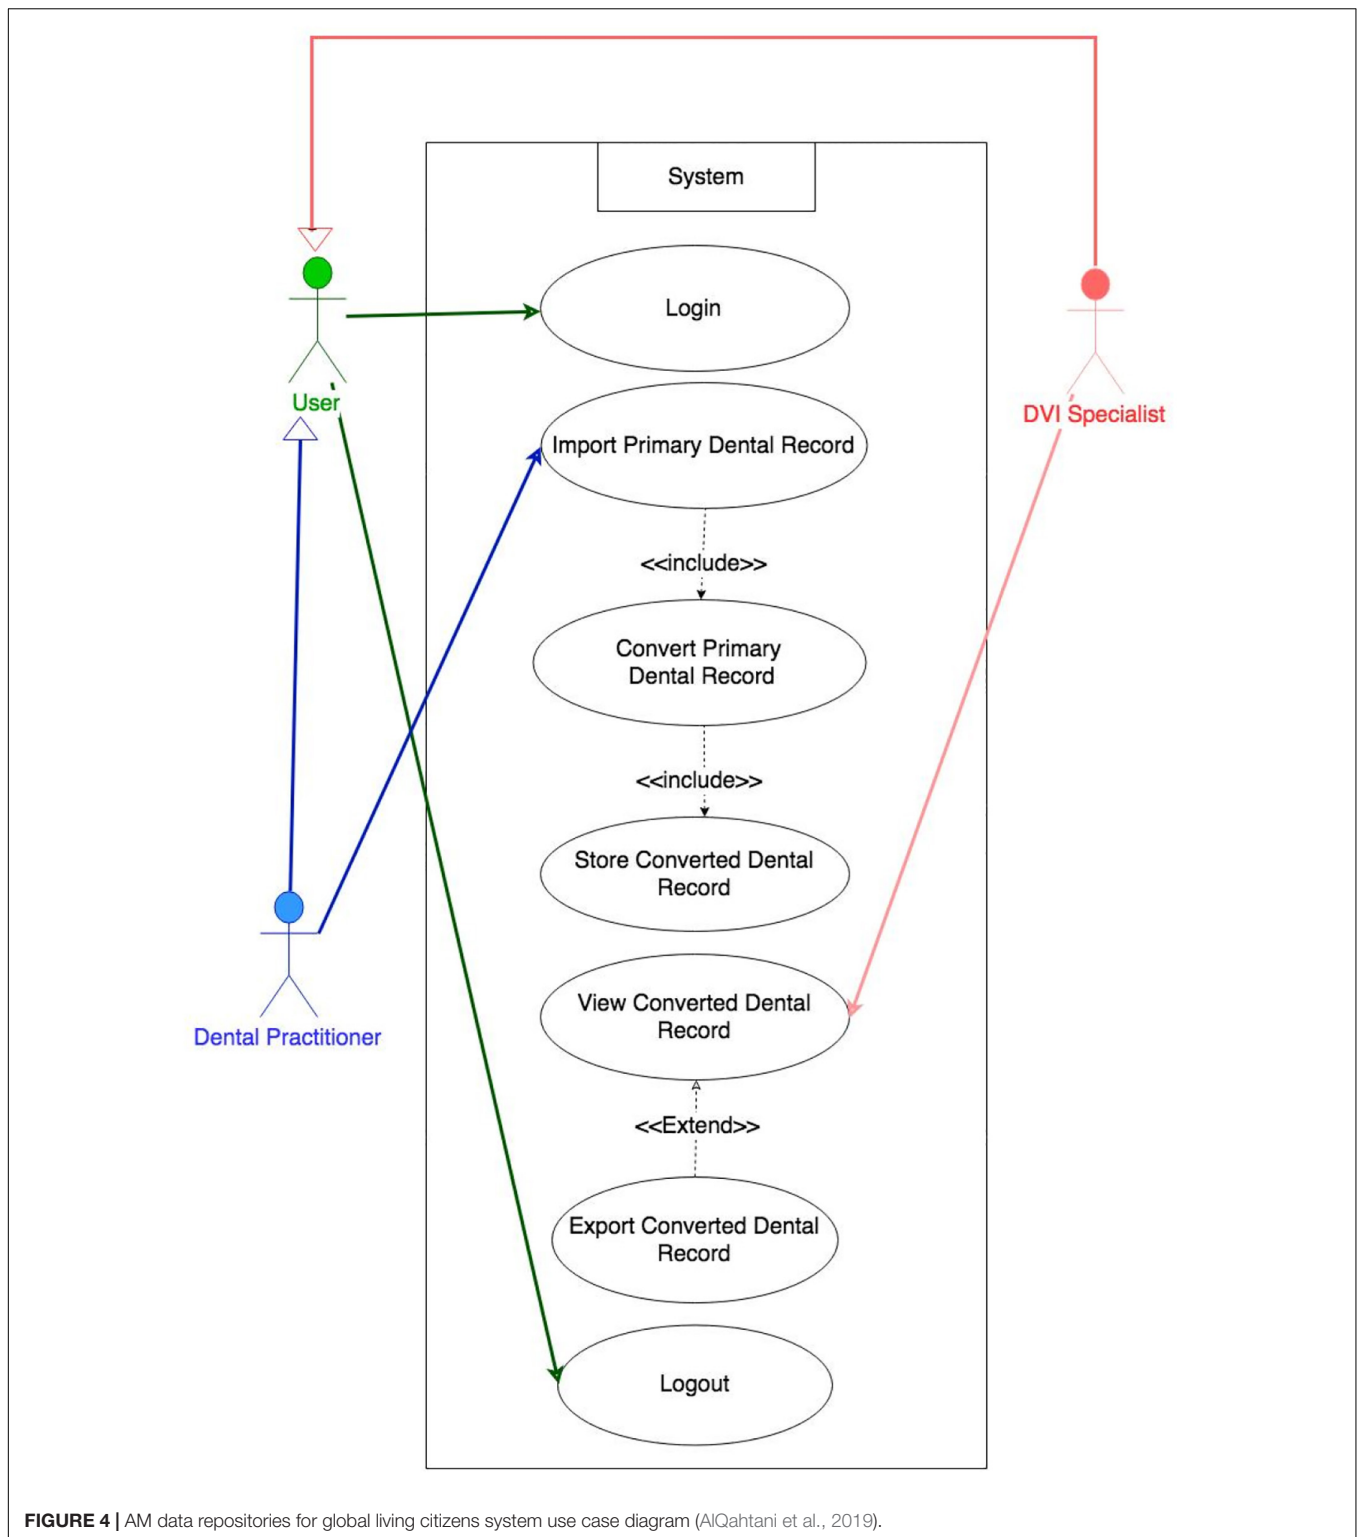 System
Login
User
DVI Specialist
Import Primary Dental Record
<<include>>
Convert Primary
Dental Record
<<include>>
Store Converted Dental
Record
View Converted Dental
Record
Dental Practitioner
<<Extend>>
Export Converted Dental
Record
Logout
FIGURE 4 | AM data repositories for global living citizens system use case diagram (AlQahtani et al., 2019).